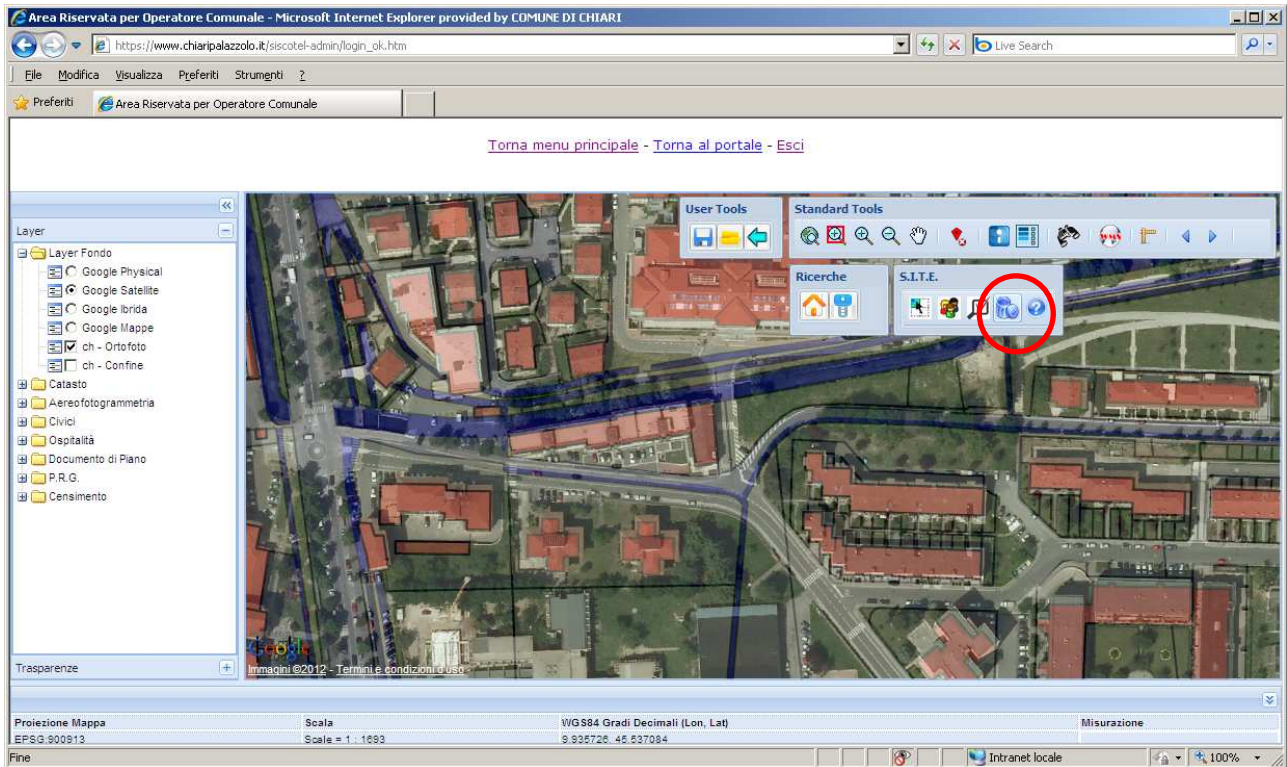 Area Riservata per Operatore Comunale - Microsoft Internet Explorer provided by COMUNE DI CHIARI
https://www.chiaripalazzolo.it/siscotel-admin/login_ok.htm
Live Search
File Modifica Visualizza Preferiti Strumenti ?
Preferiti Area Riservata per Operatore Comunale
Torna menu principale - Torna al portale - Esci
Layer
Layer Fondo
Google Physical
Google Satellite
Google Ibrida
Google Mappe
ch - Ortofoto
ch - Confine
Catasto
Aereofotogrammetria
Civici
Ospitalità
Documento di Piano
P.R.G.
Censimento
Trasparenze
User Tools
Standard Tools
Ricerche
S.I.T.E.
Google
Immagini ©2012 - Termini e condizioni d'uso
Proiezione Mappa Scala WGS84 Gradi Decimali (Lon, Lat) Misurazione
EPSG:900913 Scale = 1 : 1693 9.935726, 45.537084
Fine Intranet locale 100%